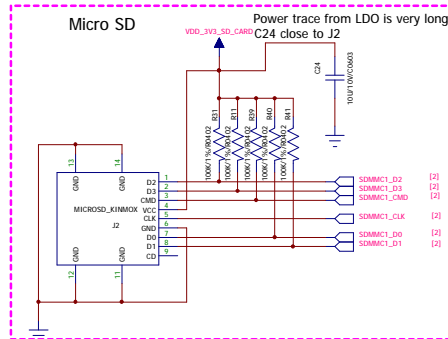 Micro SD
Power trace from LDO is very long
C24 close to J2
VDD_3V3_SD_CARD
C24
10U/10V/C0603
R31
R11
R39
R40
R41
100K/1%/R0402
100K/1%/R0402
100K/1%/R0402
100K/1%/R0402
100K/1%/R0402
13
14
GND
GND
MICROSD_KINMOX
J2
D2
D3
CMD
VCC
CLK
GND
D0
D1
CD
1
2
3
4
5
6
7
8
9
GND
GND
12
11
SDMMC1_D2 [2]
SDMMC1_D3 [2]
SDMMC1_CMD [2]
SDMMC1_CLK [2]
SDMMC1_D0 [2]
SDMMC1_D1 [2]